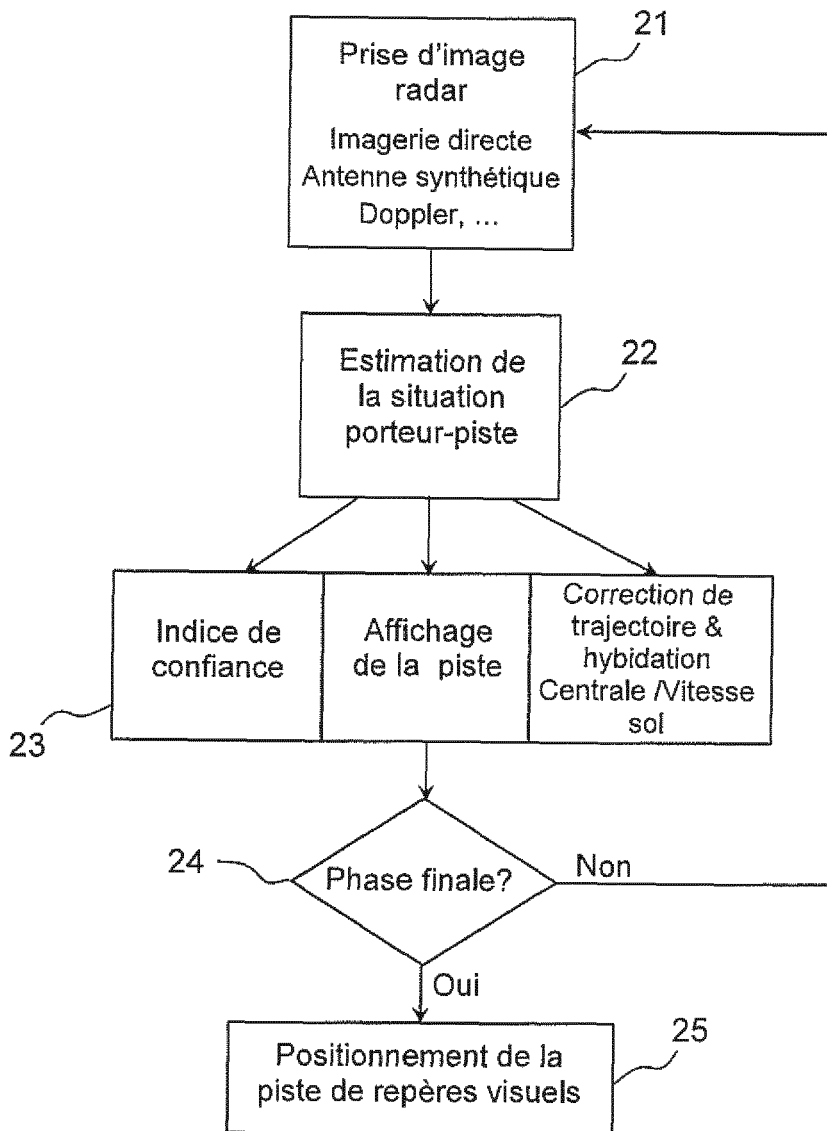 21
Prise d'image
radar
Imagerie directe
Antenne synthétique
Doppler, ...
22
Estimation de
la situation
porteur-piste
Indice de
confiance
Affichage
de la piste
Correction de
trajectoire &
hybidation
Centrale /Vitesse
sol
23
24
Phase finale?
Non
Oui
25
Positionnement de la
piste de repères visuels